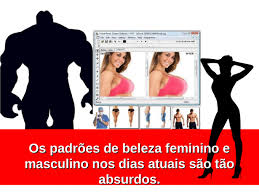 Os padrões de beleza feminino e
masculino nos dias atuais são tão
absurdos.